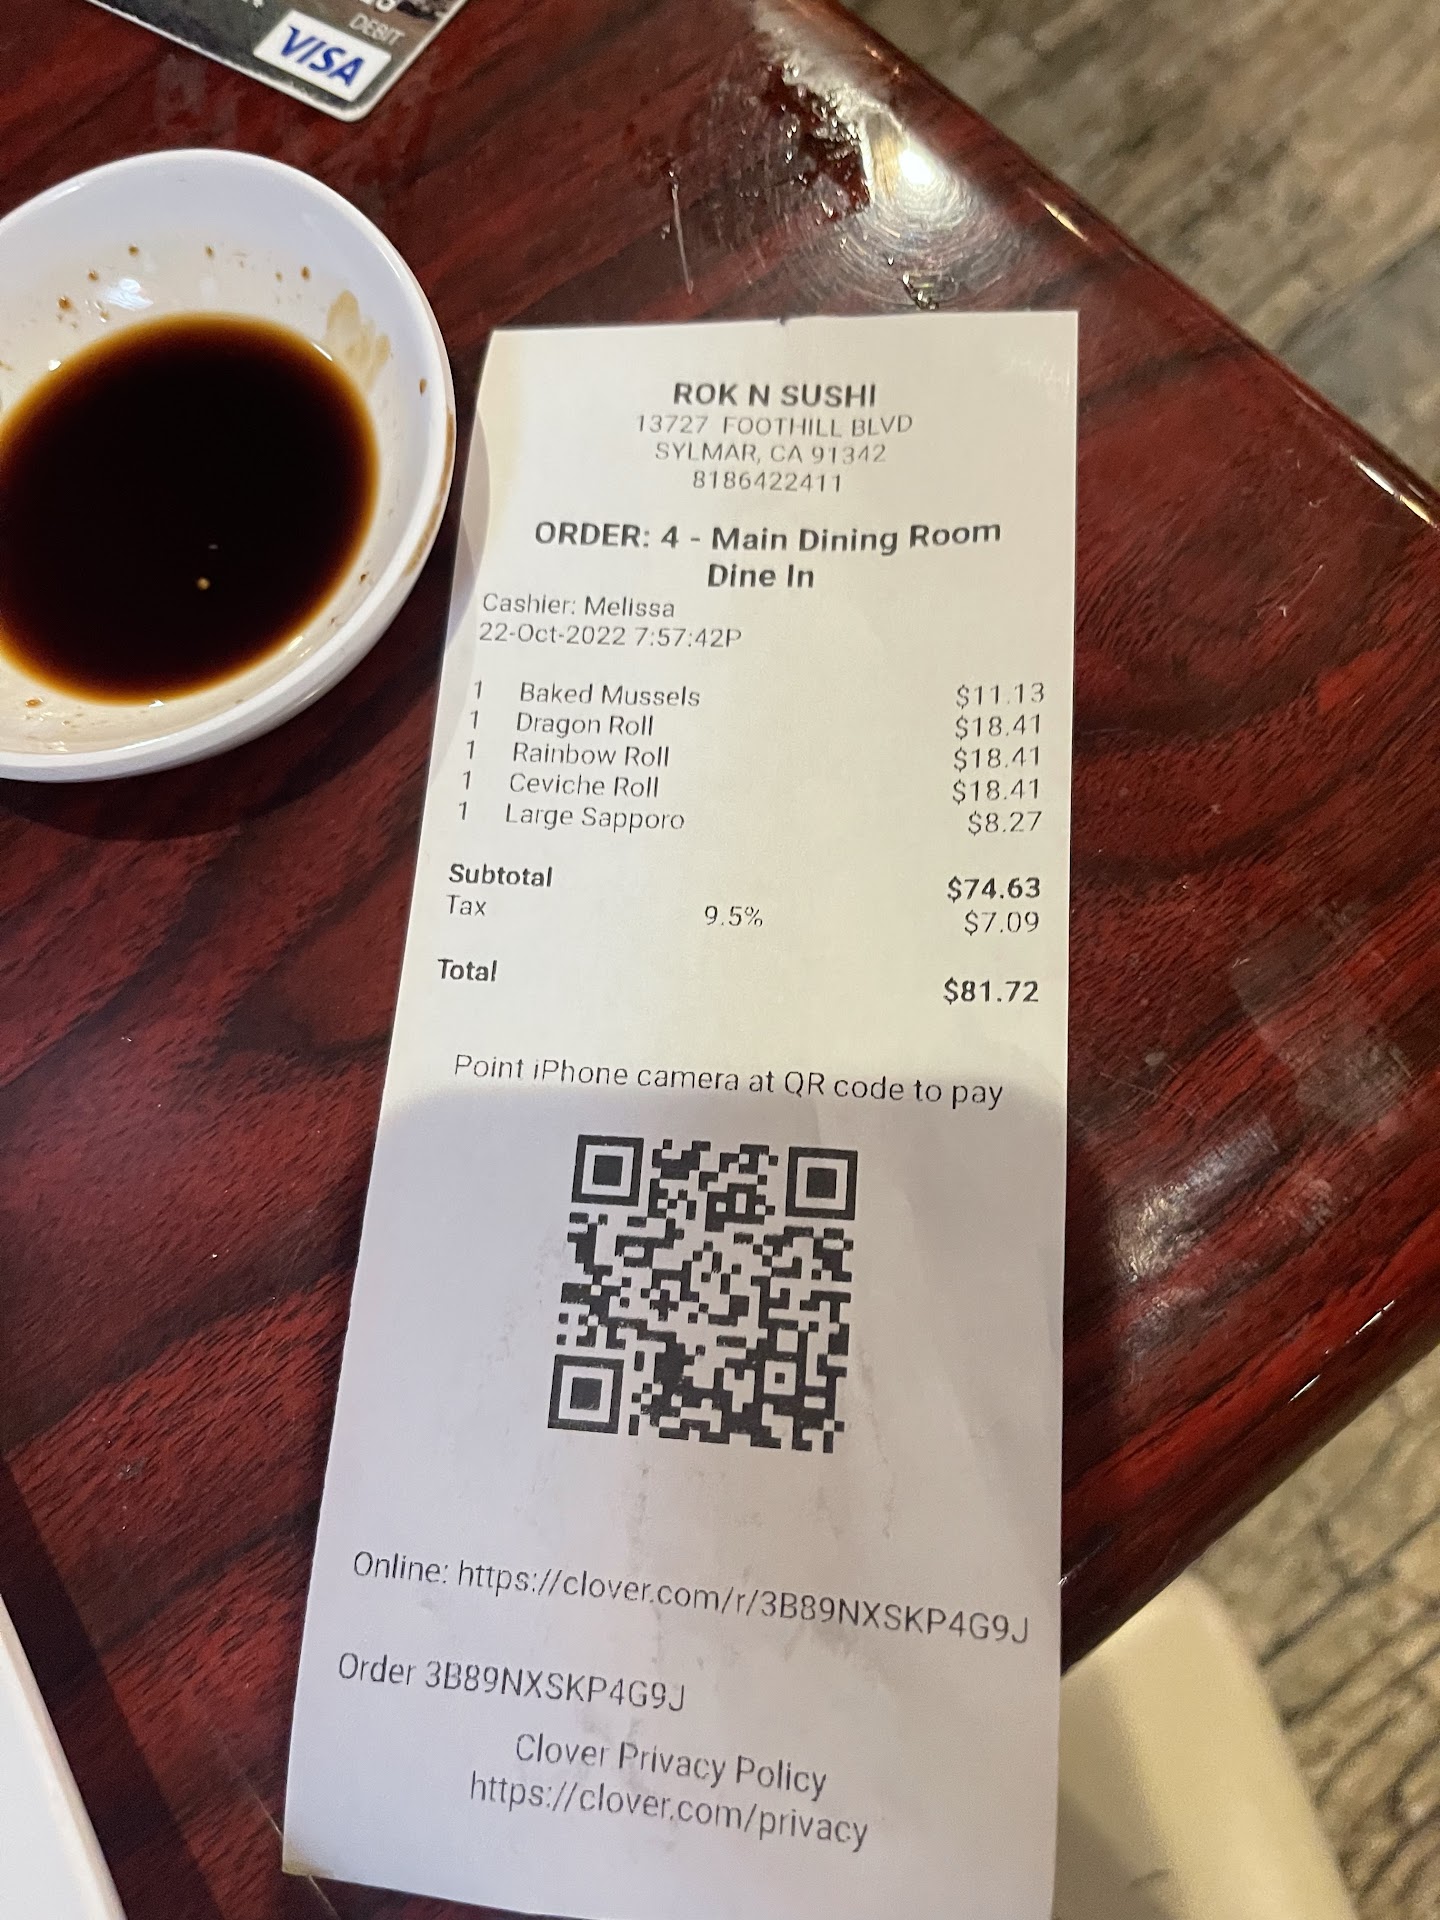 DEBIT
VISA
ROK N SUSHI
13727 FOOTHILL BLVD
SYLMAR, CA 91342
8186422411
ORDER: 4 - Main Dining Room
Dine In
Cashier: Melissa
22-Oct-2022 7:57:42P
1 Baked Mussels $11.13
1 Dragon Roll $18.41
1 Rainbow Roll $18.41
1 Ceviche Roll $18.41
1 Large Sapporo $8.27
Subtotal $74.63
Tax 9.5% $7.09
Total $81.72
Point iPhone camera at QR code to pay
Online: https://clover.com/r/3B89NXSKP4G9J
Order 3B89NXSKP4G9J
Clover Privacy Policy
https://clover.com/privacy